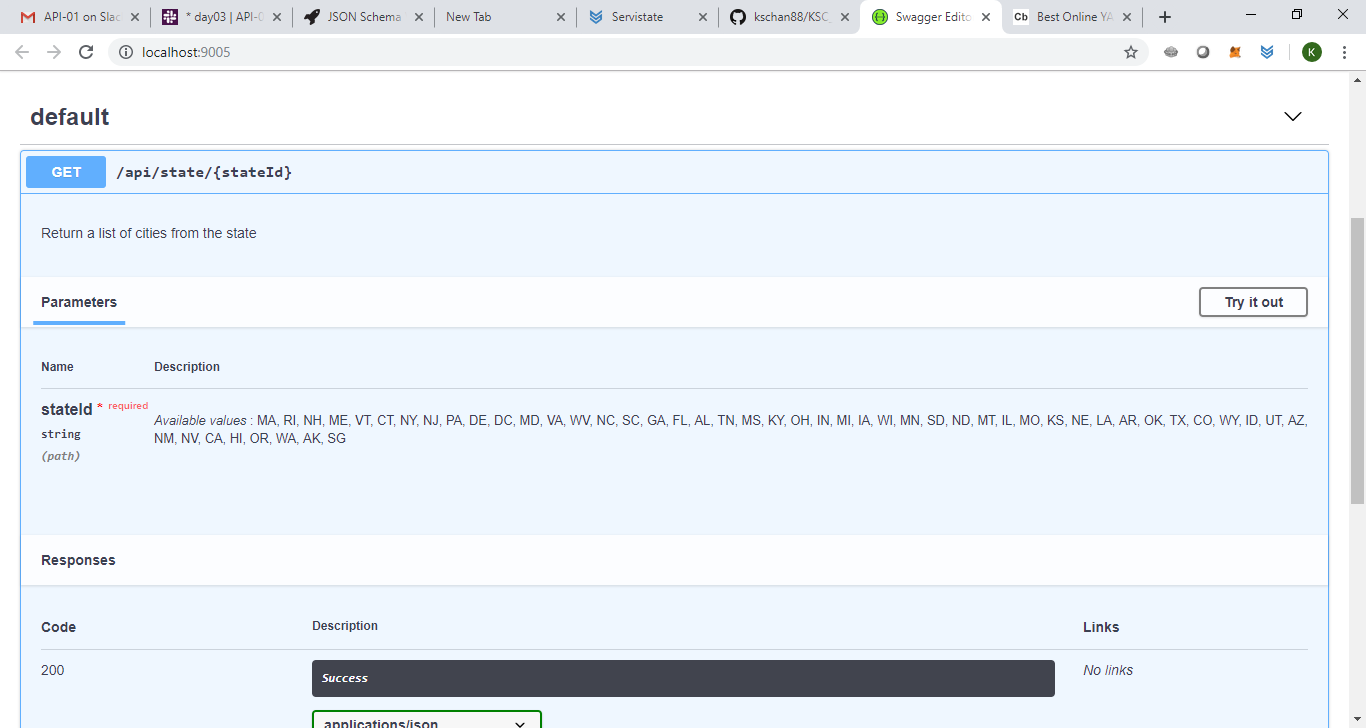 API-01 on Slac
* day03 | API-0
JSON Schema
New Tab
Servistate
kschan88/KSC_
Swagger Edito
Cb Best Online YA
localhost:9005
K
default
GET /api/state/{stateId}
Return a list of cities from the state
Parameters
Try it out
Name Description
stateId * required
string
(path)
Available values : MA, RI, NH, ME, VT, CT, NY, NJ, PA, DE, DC, MD, VA, WV, NC, SC, GA, FL, AL, TN, MS, KY, OH, IN, MI, IA, WI, MN, SD, ND, MT, IL, MO, KS, NE, LA, AR, OK, TX, CO, WY, ID, UT, AZ,
NM, NV, CA, HI, OR, WA, AK, SG
Responses
Code Description Links
200 Success No links
applications/json